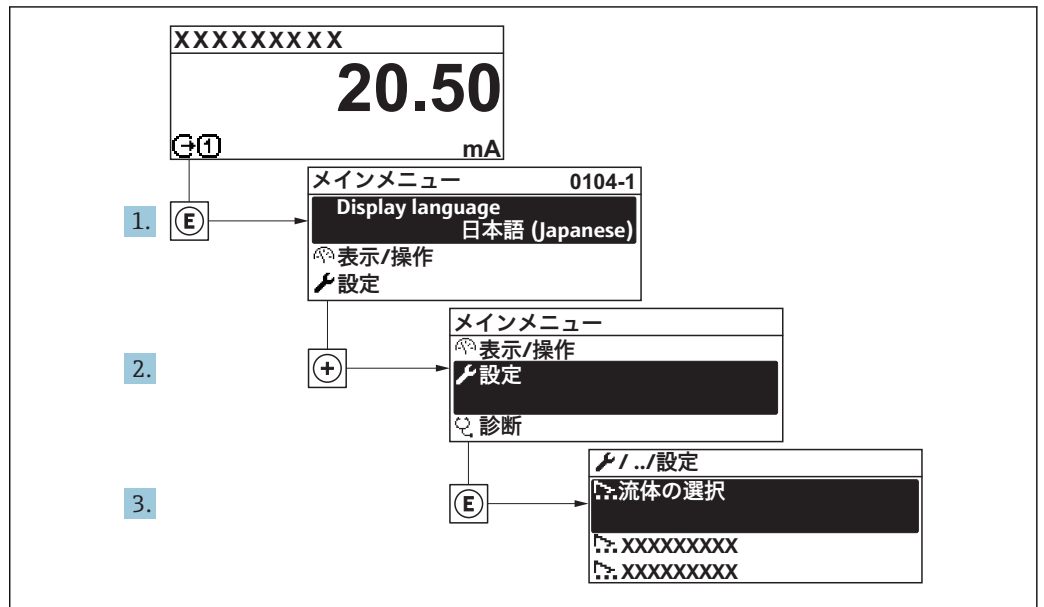 XXXXXXXXX
20.50
1
mA
1.
E
メインメニュー 0104-1
Display language
日本語 (Japanese)
表示/操作
設定
2.
+
メインメニュー
表示/操作
設定
診断
3.
E
/ ../設定
流体の選択
XXXXXXXXX
XXXXXXXXX